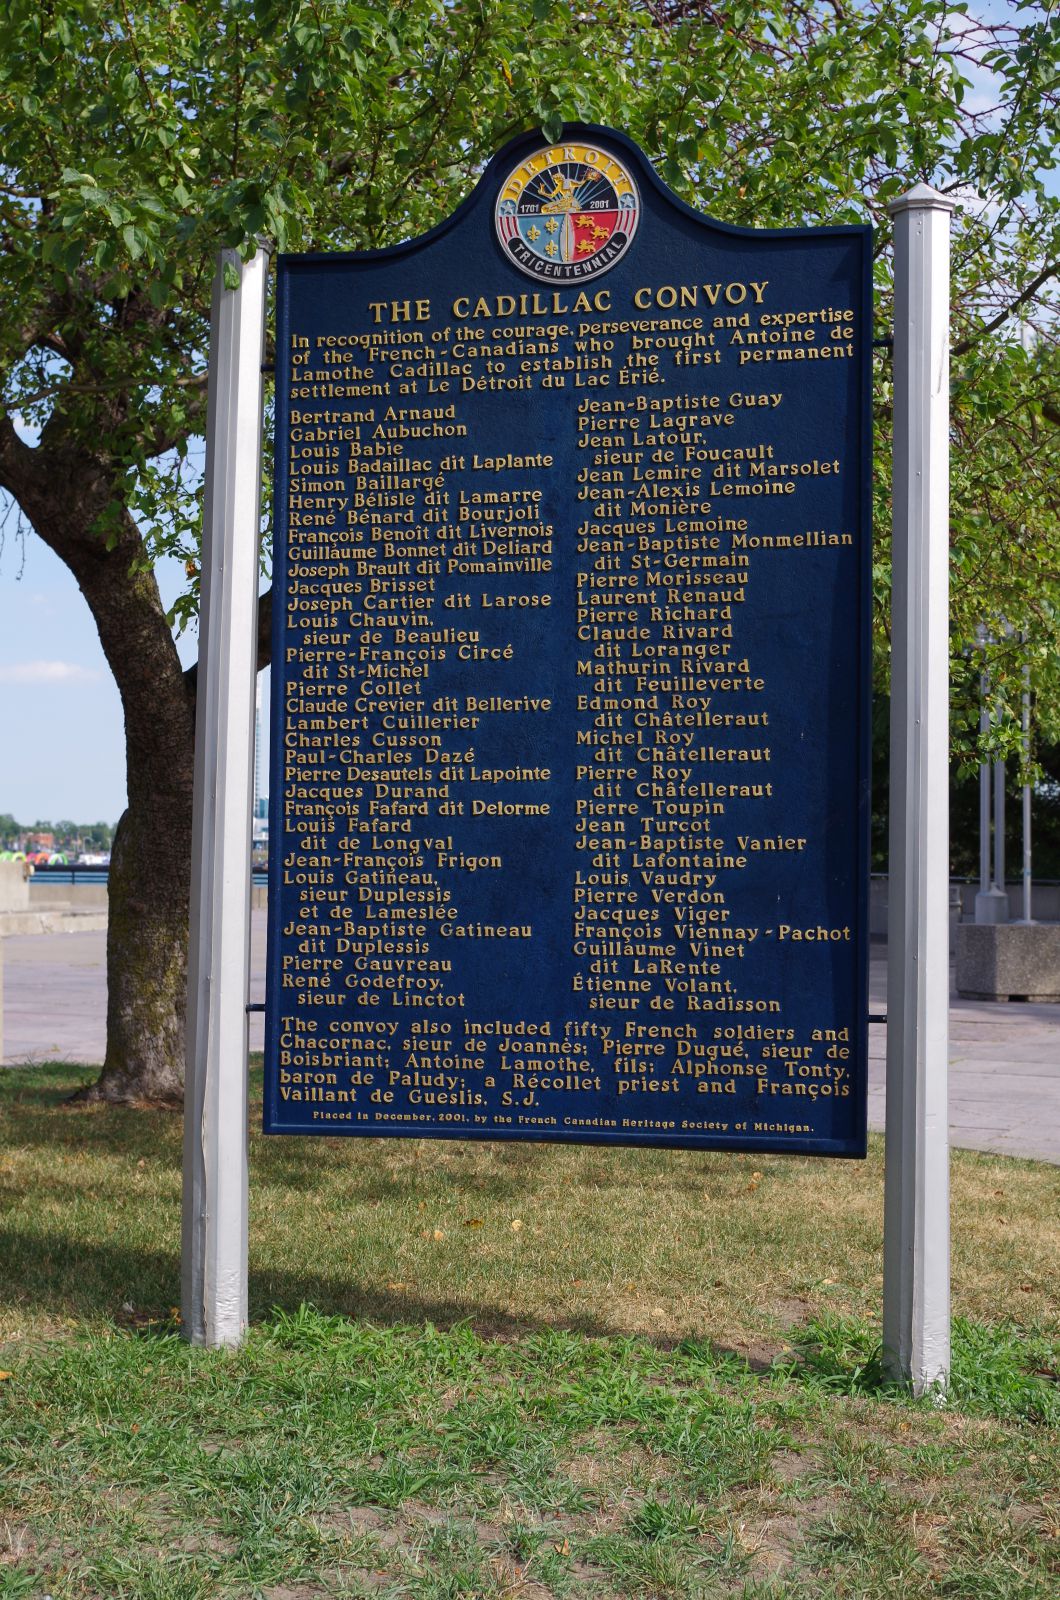 DETROIT
1701 2001
TRICENTENNIAL
THE CADILLAC CONVOY
In recognition of the courage, perseverance and expertise
of the French-Canadians who brought Antoine de
Lamothe Cadillac to establish the first permanent
settlement at Le Détroit du Lac Érié.
Bertrand Arnaud
Gabriel Aubuchon
Louis Babie
Louis Badaillac dit Laplante
Simon Baillargé
Henry Bélisle dit Lamarre
René Bénard dit Bourjoli
François Benoît dit Livernois
Guillaume Bonnet dit Deliard
Joseph Brault dit Pomainville
Jacques Brisset
Joseph Cartier dit Larose
Louis Chauvin,
sieur de Beaulieu
Pierre-François Circé
dit St-Michel
Pierre Collet
Claude Crevier dit Bellerive
Lambert Cuillerier
Charles Cusson
Paul-Charles Dazé
Pierre Desautels dit Lapointe
Jacques Durand
François Fafard dit Delorme
Louis Fafard
dit de Longval
Jean-François Frigon
Louis Gatineau,
sieur Duplessis
et de Lameslée
Jean-Baptiste Gatineau
dit Duplessis
Pierre Gauvreau
René Godefroy,
sieur de Linctot
Jean-Baptiste Guay
Pierre Lagrave
Jean Latour,
sieur de Foucault
Jean Lemire dit Marsolet
Jean-Alexis Lemoine
dit Monière
Jacques Lemoine
Jean-Baptiste Monmellian
dit St-Germain
Pierre Morisseau
Laurent Renaud
Pierre Richard
Claude Rivard
dit Loranger
Mathurin Rivard
dit Feuilleverte
Edmond Roy
dit Châtelleraut
Michel Roy
dit Châtelleraut
Pierre Roy
dit Châtelleraut
Pierre Toupin
Jean Turcot
Jean-Baptiste Vanier
dit Lafontaine
Louis Vaudry
Pierre Verdon
Jacques Viger
François Viennay-Pachot
Guillaume Vinet
dit LaRente
Étienne Volant,
sieur de Radisson
The convoy also included fifty French soldiers and
Chacornac, sieur de Joannès; Pierre Dugué, sieur de
Boisbriant; Antoine Lamothe, fils; Alphonse Tonty,
baron de Paludy; a Récollet priest and François
Vaillant de Gueslis, S.J.
Placed in December, 2001, by the French Canadian Heritage Society of Michigan.